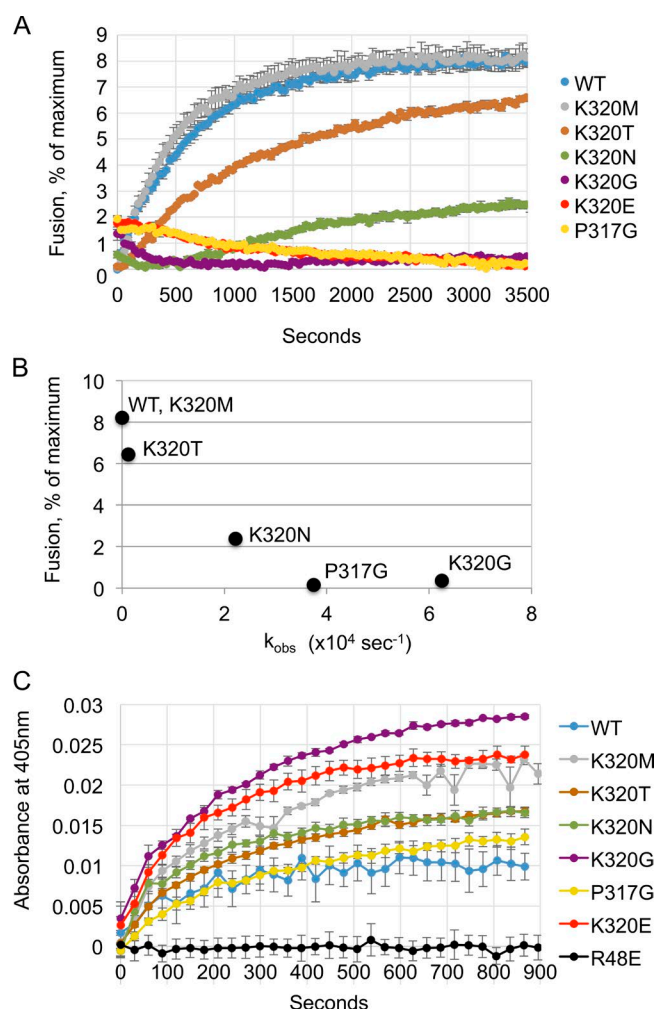 A
9
8
7
6
5
4
3
2
1
0
Fusion, % of maximum
0 500 1000 1500 2000 2500 3000 3500
Seconds
WT
K320M
K320T
K320N
K320G
K320E
P317G
B
10
8
6
4
2
0
Fusion, % of maximum
WT, K320M
K320T
K320N
P317G
K320G
0 2 4 6 8
kobs (x10⁴ sec⁻¹)
C
0.03
0.025
0.02
0.015
0.01
0.005
0
Absorbance at 405nm
0 100 200 300 400 500 600 700 800 900
Seconds
WT
K320M
K320T
K320N
K320G
P317G
K320E
R48E